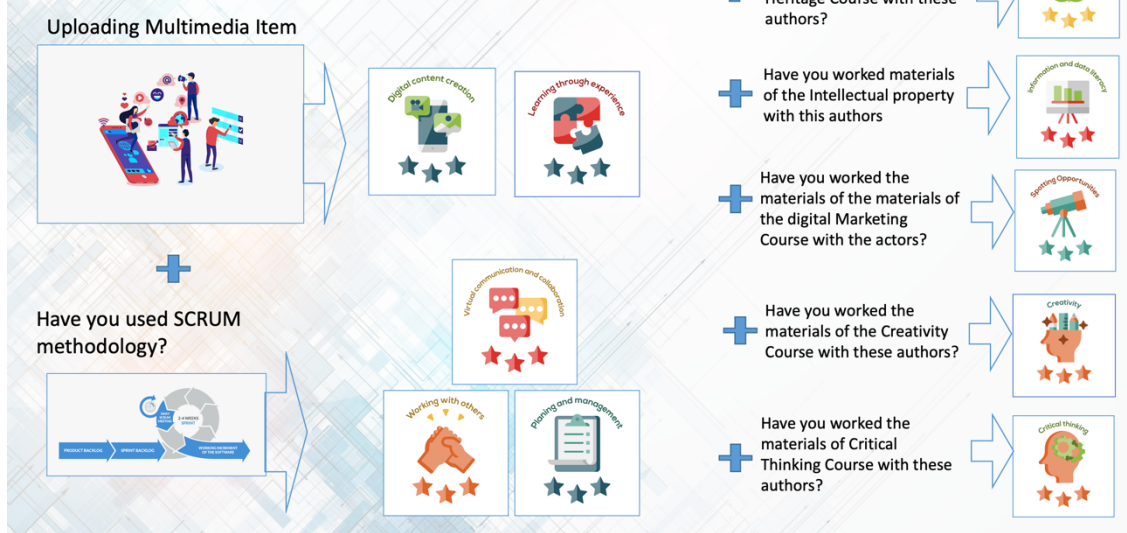 Uploading Multimedia Item
Digital content creation
Learning through experience
Have you used SCRUM
methodology?
PRODUCT BACKLOG
SPRINT BACKLOG
2-4 WEEKS
SPRINT
WORKING INCREMENT
OF THE SOFTWARE
Virtual communication and collaboration
Working with others
Planing and management
Heritage Course with these
authors?
Have you worked materials
of the Intellectual property
with this authors
Information and data literacy
Have you worked the
materials of the materials of
the digital Marketing
Course with the actors?
Spotting Opportunities
Have you worked the
materials of the Creativity
Course with these authors?
Creativity
Have you worked the
materials of Critical
Thinking Course with these
authors?
Critical thinking